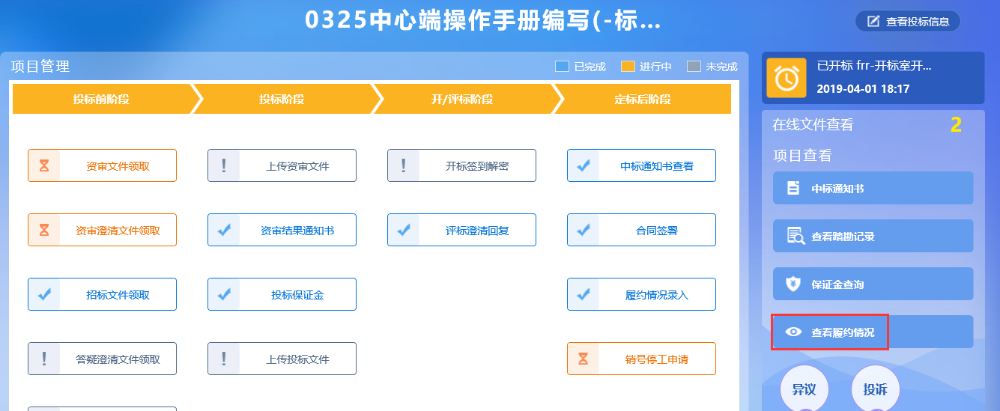 0325中心端操作手册编写(-标...
查看投标信息
项目管理
已完成
进行中
未完成
投标前阶段
投标阶段
开/评标阶段
定标后阶段
资审文件领取
上传资审文件
开标签到解密
中标通知书查看
资审澄清文件领取
资审结果通知书
评标澄清回复
合同签署
招标文件领取
投标保证金
履约情况录入
答疑澄清文件领取
上传投标文件
销号停工申请
已开标 frr-开标室开...
2019-04-01 18:17
在线文件查看
2
项目查看
中标通知书
查看踏勘记录
保证金查询
查看履约情况
异议
投诉